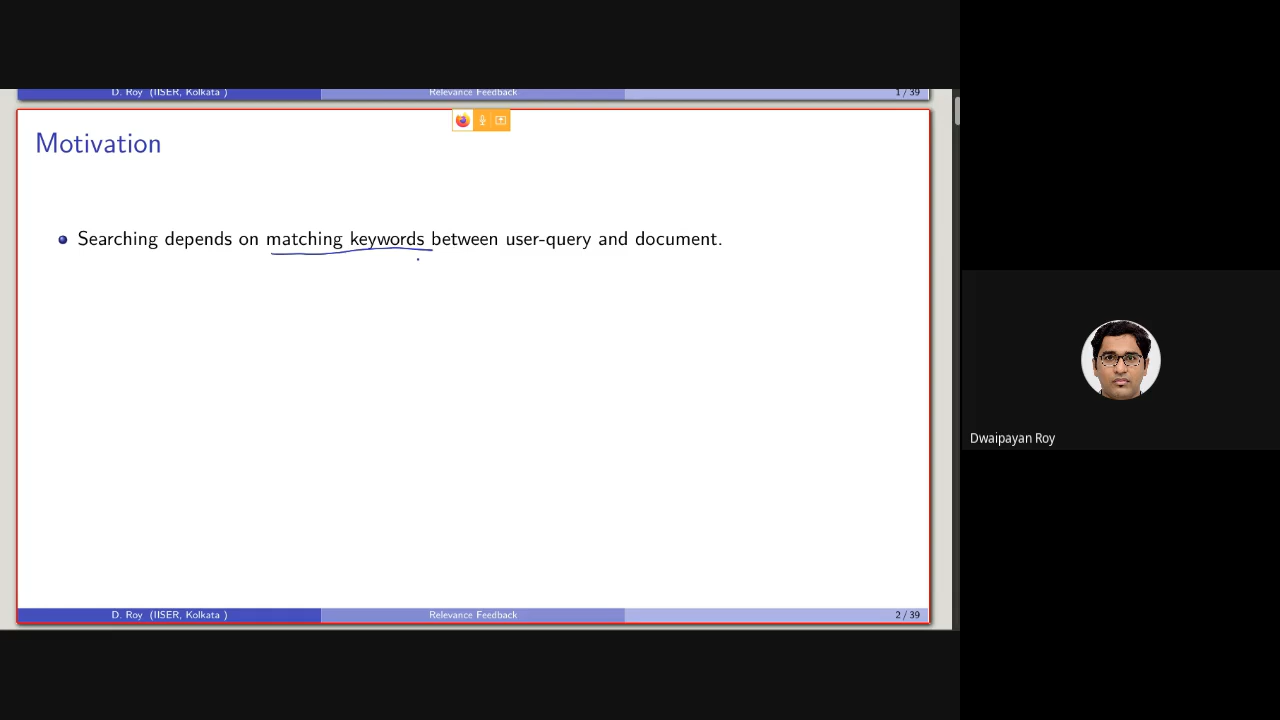 D. Roy (IISER, Kolkata ) Relevance Feedback 1 / 39
Motivation
Searching depends on matching keywords between user-query and document.
Dwaipayan Roy
D. Roy (IISER, Kolkata ) Relevance Feedback 2 / 39